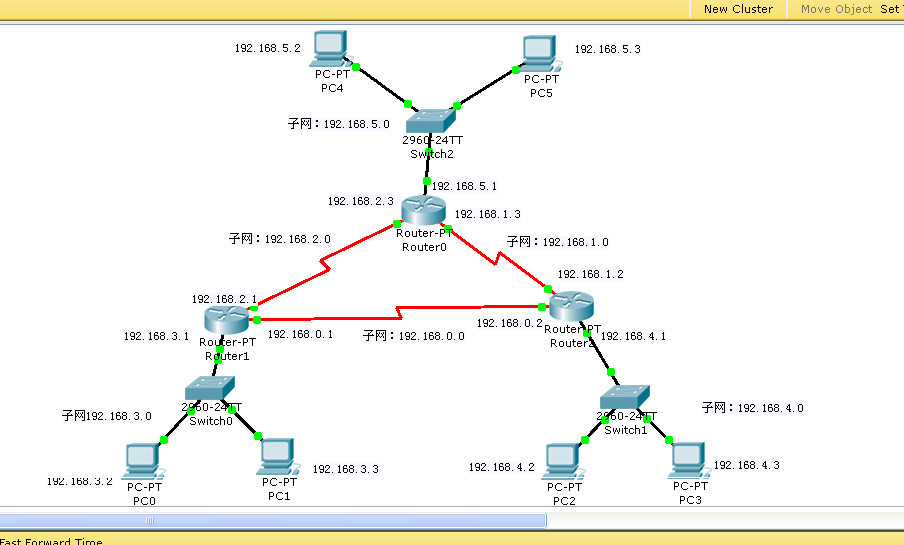 New Cluster
Move Object
Set
192.168.5.2
PC-PT
PC4
192.168.5.3
PC-PT
PC5
子网：192.168.5.0
2960-24TT
Switch2
192.168.5.1
192.168.2.3
192.168.1.3
Router-PT
Router0
子网：192.168.2.0
子网：192.168.1.0
192.168.1.2
192.168.2.1
192.168.3.1
192.168.0.1
子网：192.168.0.0
192.168.0.2
Router-PT
Router1
Router-PT
Router2
192.168.4.1
2960-24TT
Switch0
子网192.168.3.0
2960-24TT
Switch1
子网：192.168.4.0
192.168.3.2
PC-PT
PC0
192.168.3.3
PC-PT
PC1
192.168.4.2
PC-PT
PC2
192.168.4.3
PC-PT
PC3
Fast Forward Time